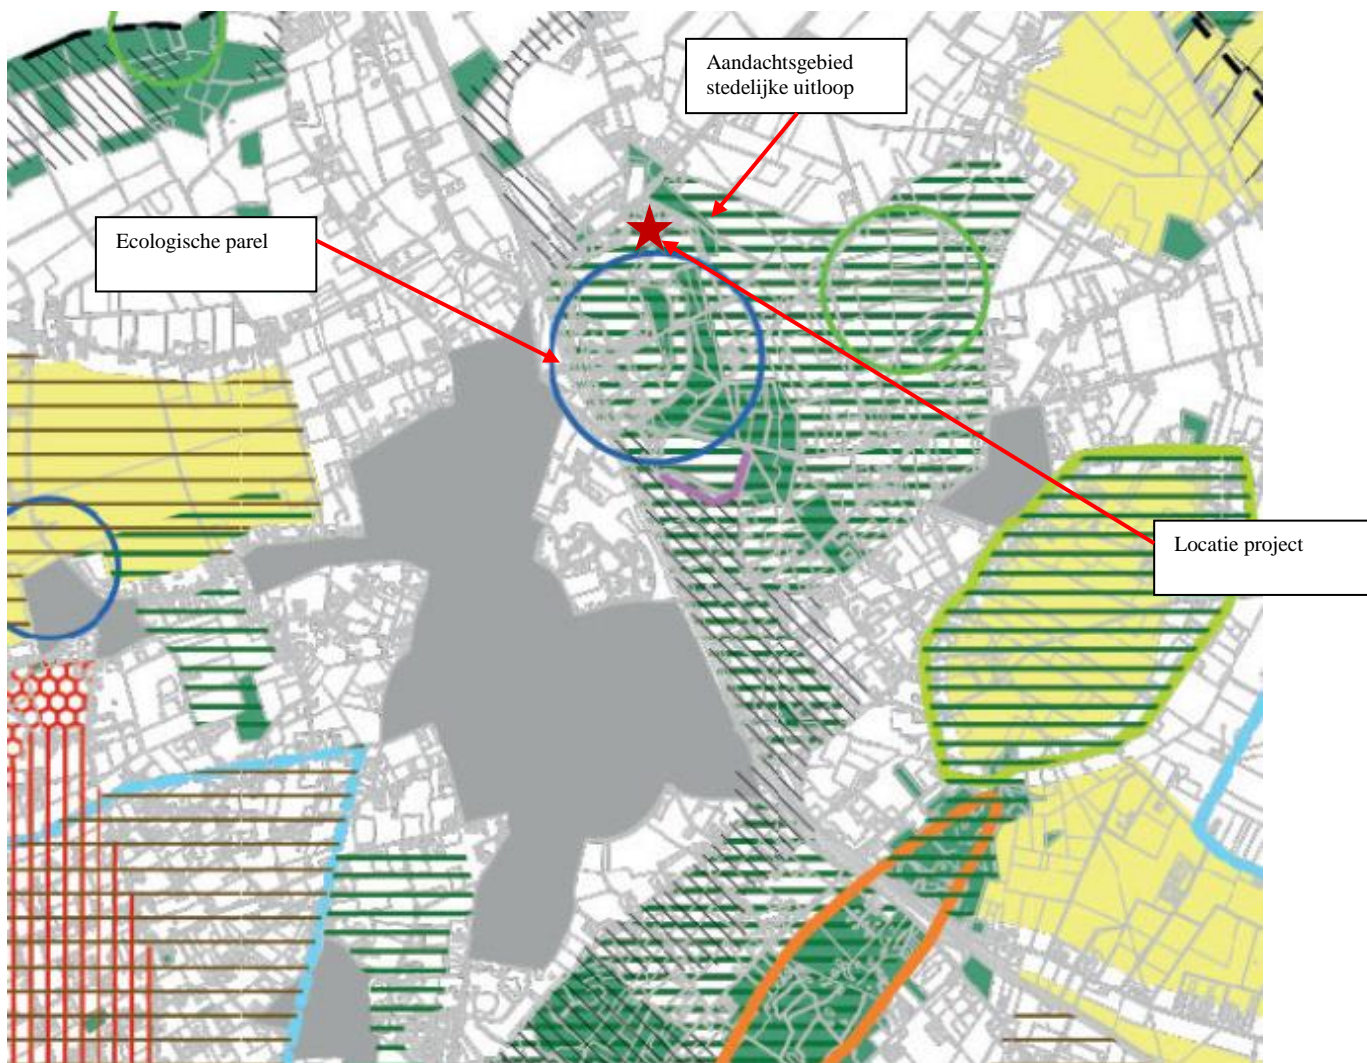 Aandachtsgebied
stedelijke uitloop
Ecologische parel
Locatie project